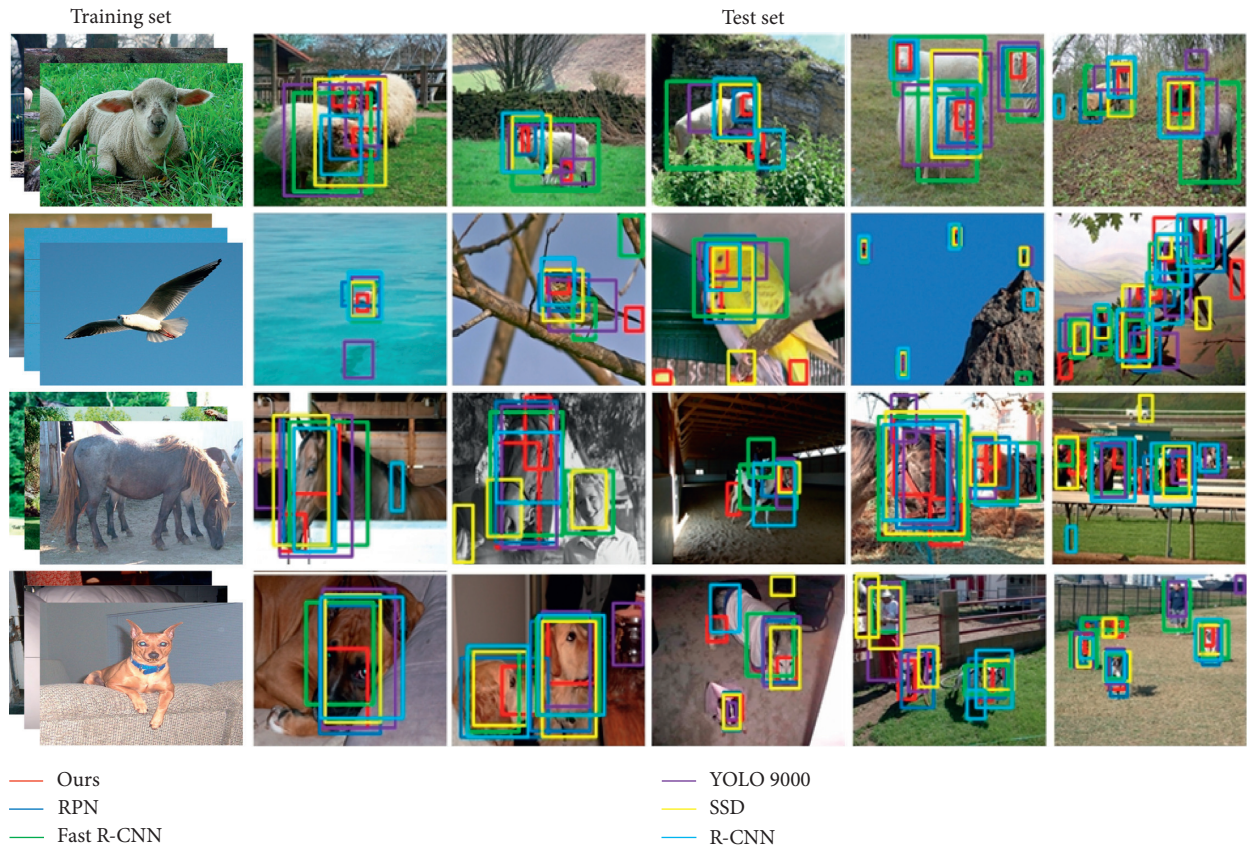 Training set
Test set
Ours
RPN
Fast R-CNN
YOLO 9000
SSD
R-CNN